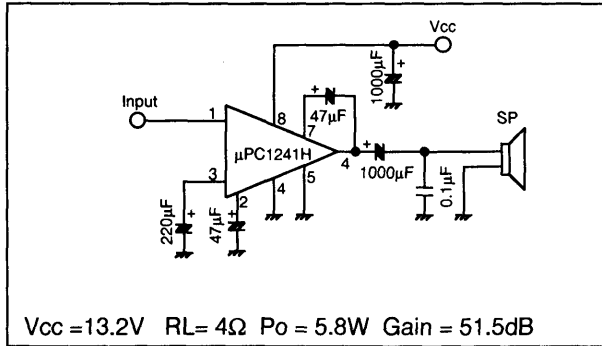 Vcc
1000µF
+
Input
1
8
+
47µF
7
SP
µPC1241H
4
+
1000µF
0.1µF
3
2
4
5
220µF
+
47µF
+
Vcc =13.2V RL= 4Ω Po = 5.8W Gain = 51.5dB